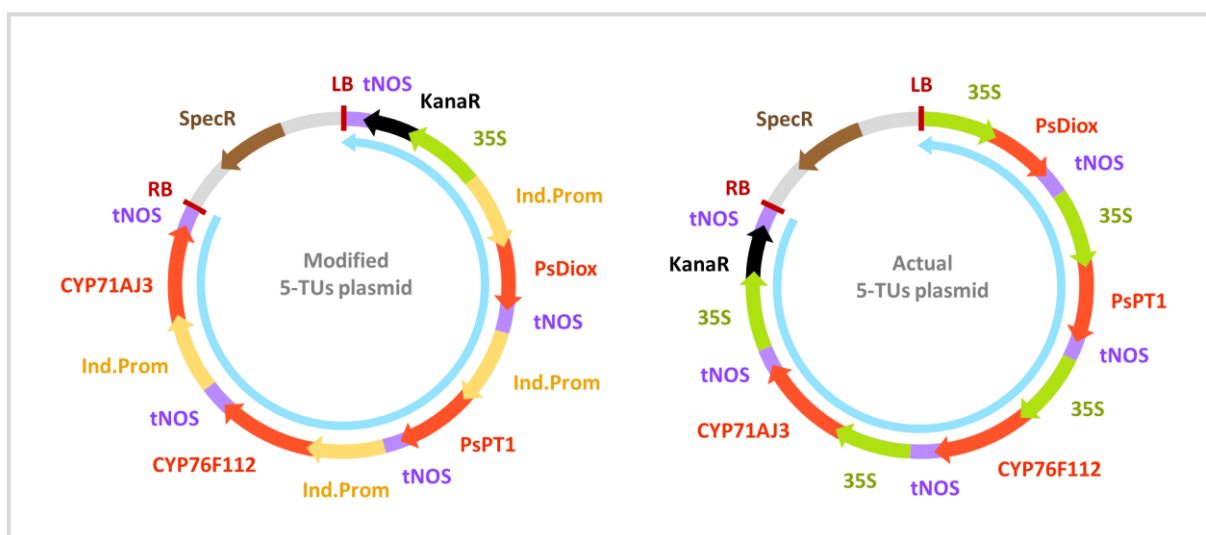 LB
tNOS
KanaR
35S
SpecR
Ind.Prom
RB
tNOS
PsDiox
Modified
5-TUs plasmid
CYP71AJ3
tNOS
Ind.Prom
Ind.Prom
tNOS
PsPT1
CYP76F112
tNOS
Ind.Prom
LB
35S
PsDiox
SpecR
tNOS
RB
35S
tNOS
KanaR
Actual
5-TUs plasmid
PsPT1
35S
tNOS
tNOS
35S
CYP71AJ3
CYP76F112
35S
tNOS